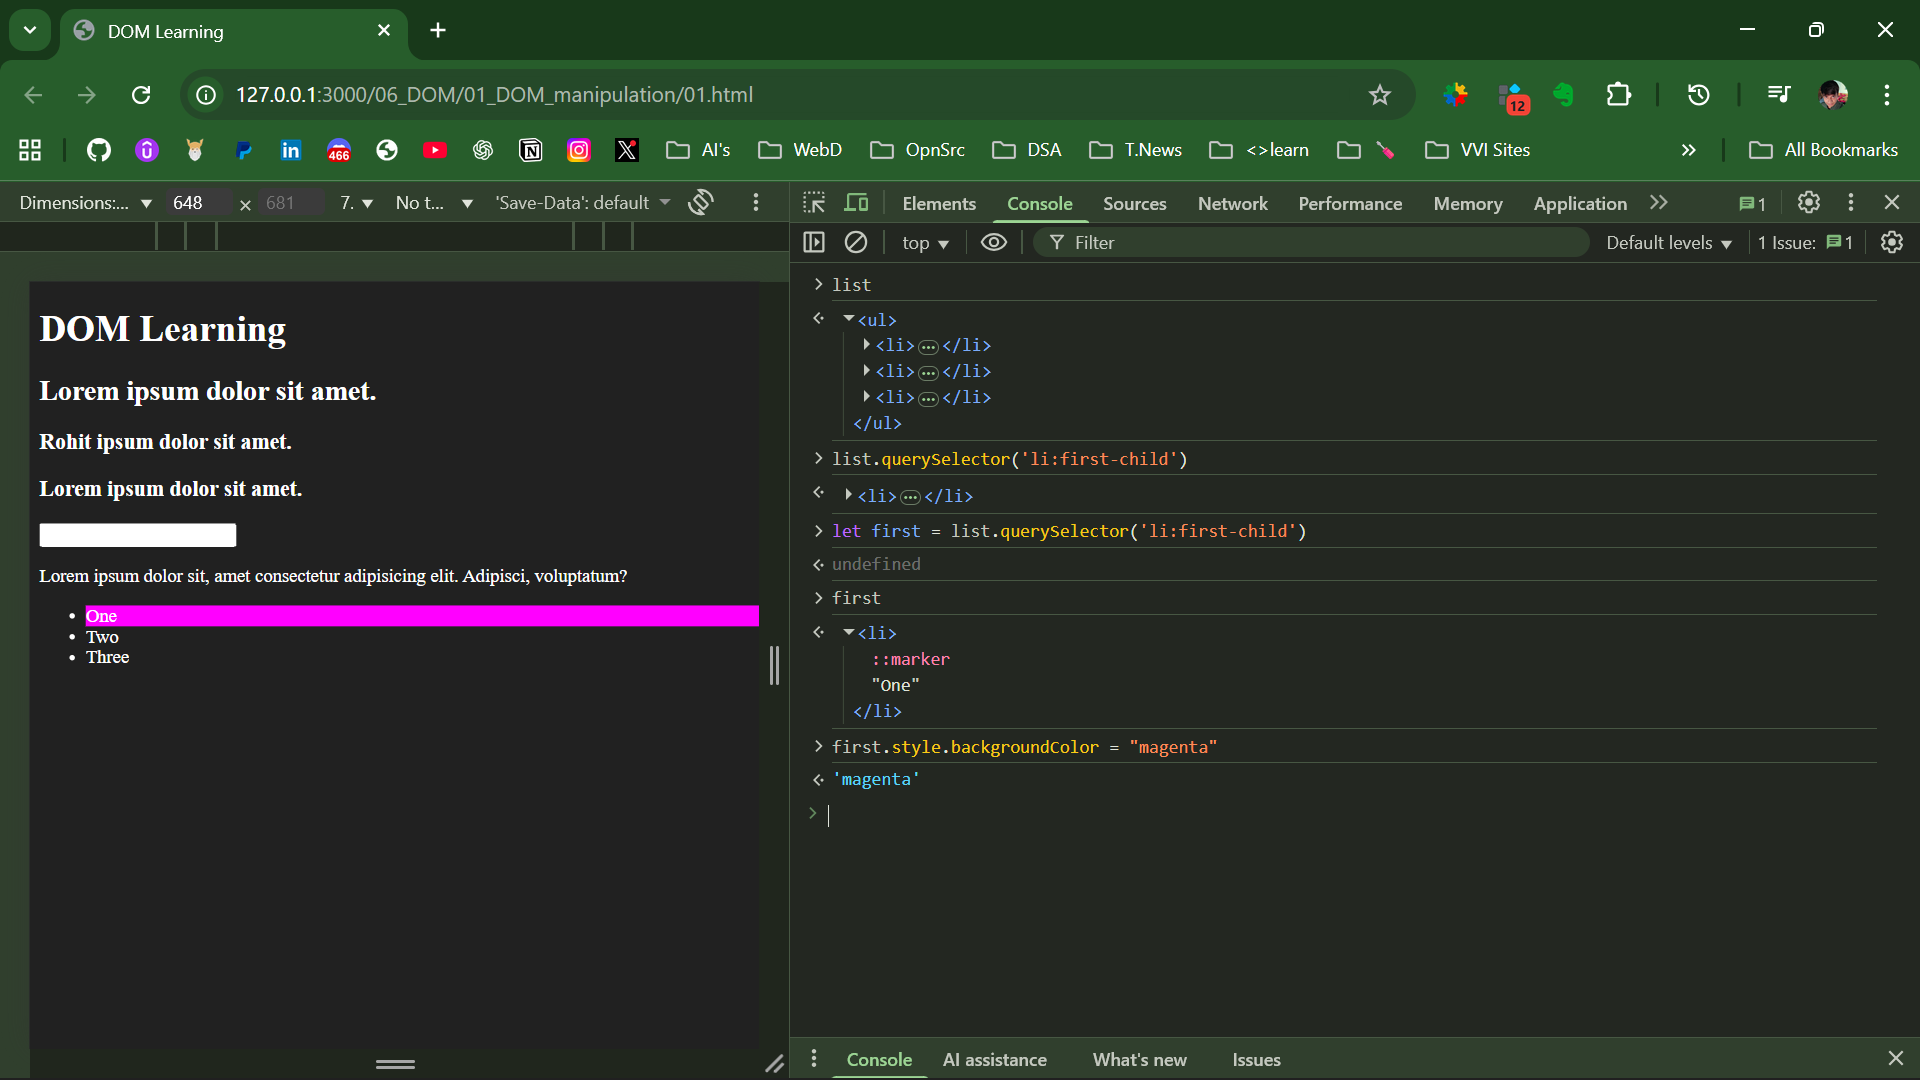 DOM Learning
127.0.0.1:3000/06_DOM/01_DOM_manipulation/01.html
12
466
AI's
WebD
OpnSrc
DSA
T.News
<>learn
VVI Sites
All Bookmarks
Dimensions:... 648 x 681 7. No t... 'Save-Data': default
Elements Console Sources Network Performance Memory Application 1
top Filter Default levels 1 Issue: 1
DOM Learning
Lorem ipsum dolor sit amet.
Rohit ipsum dolor sit amet.
Lorem ipsum dolor sit amet.
Lorem ipsum dolor sit, amet consectetur adipisicing elit. Adipisci, voluptatum?
• One
• Two
• Three
list
<ul>
<li>…</li>
<li>…</li>
<li>…</li>
</ul>
list.querySelector('li:first-child')
<li>…</li>
let first = list.querySelector('li:first-child')
undefined
first
<li>
::marker
"One"
</li>
first.style.backgroundColor = "magenta"
'magenta'
Console AI assistance What's new Issues